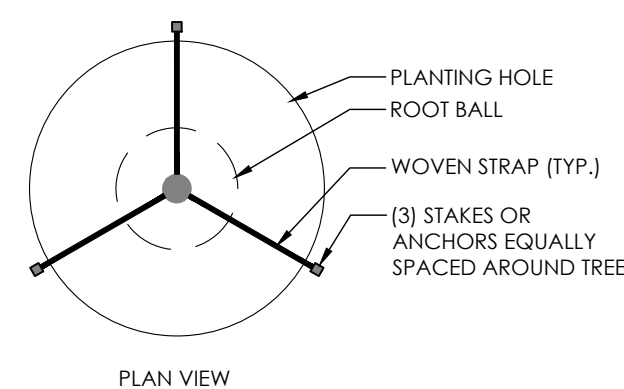 PLANTING HOLE
ROOT BALL
WOVEN STRAP (TYP.)
(3) STAKES OR
ANCHORS EQUALLY
SPACED AROUND TREE
PLAN VIEW